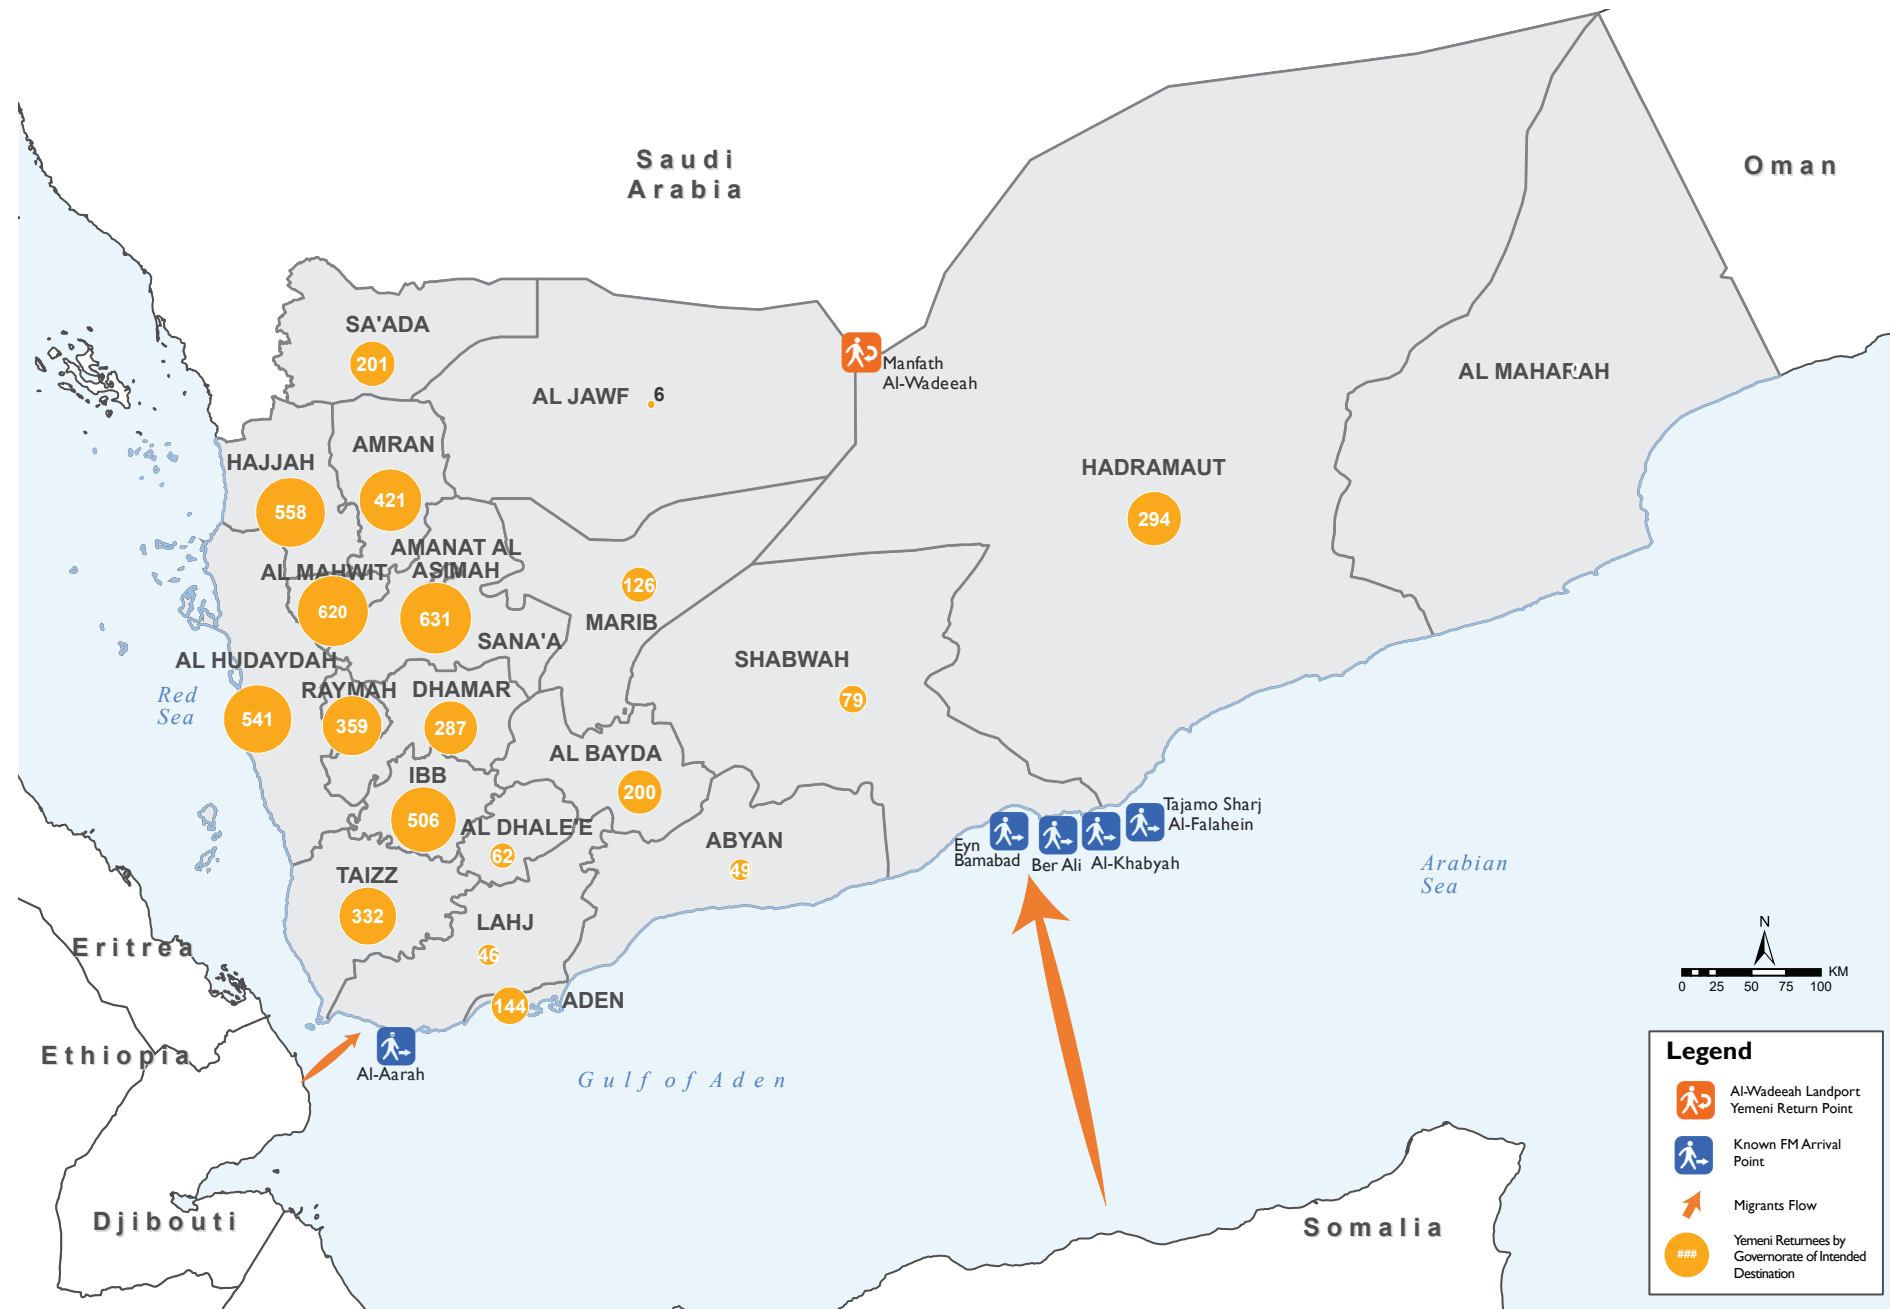 Saudi
Arabia
Oman
SA'ADA
201
Manfath
Al-Wadeeah
AL JAWF
6
AL MAHARAH
AMRAN
421
HAJJAH
558
HADRAMAUT
294
AMANAT AL
ASIMAH
631
AL MAHWIT
620
126
MARIB
SANA'A
AL HUDAYDAH
541
Red
Sea
RAYMAH
359
DHAMAR
287
SHABWAH
79
AL BAYDA
200
IBB
506
AL DHALE'E
62
ABYAN
49
Tajamo Sharj
Al-Falahein
Eyn
Bamabad
Ber Ali
Al-Khabyah
Arabian
Sea
TAIZZ
332
LAHJ
46
144
ADEN
Eritrea
Ethiopia
Al-Aarah
Gulf of Aden
Djibouti
Somalia
N
KM
0 25 50 75 100
Legend
Al-Wadeeah Landport
Yemeni Return Point
Known FM Arrival
Point
Migrants Flow
###
Yemeni Returnees by
Governorate of Intended
Destination